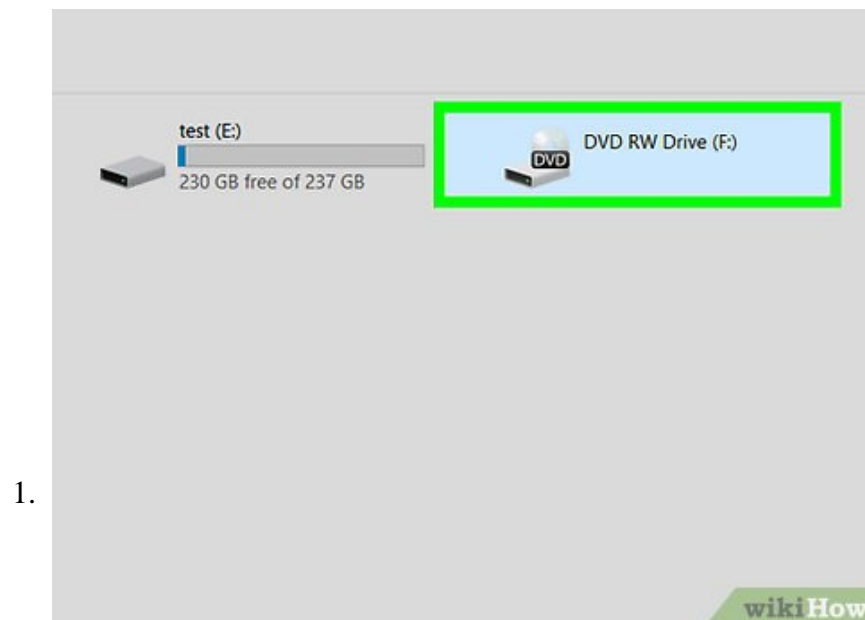 test (E:)
230 GB free of 237 GB
DVD
DVD RW Drive (F:)
1.
wikiHow